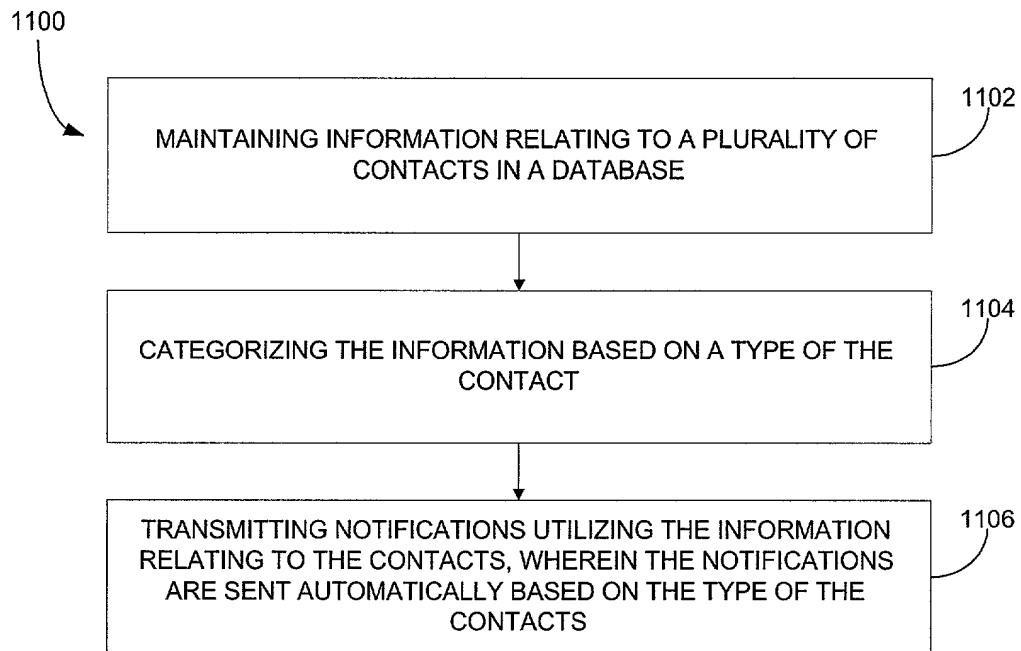 1100
1102
MAINTAINING INFORMATION RELATING TO A PLURALITY OF
CONTACTS IN A DATABASE
1104
CATEGORIZING THE INFORMATION BASED ON A TYPE OF THE
CONTACT
1106
TRANSMITTING NOTIFICATIONS UTILIZING THE INFORMATION
RELATING TO THE CONTACTS, WHEREIN THE NOTIFICATIONS
ARE SENT AUTOMATICALLY BASED ON THE TYPE OF THE
CONTACTS